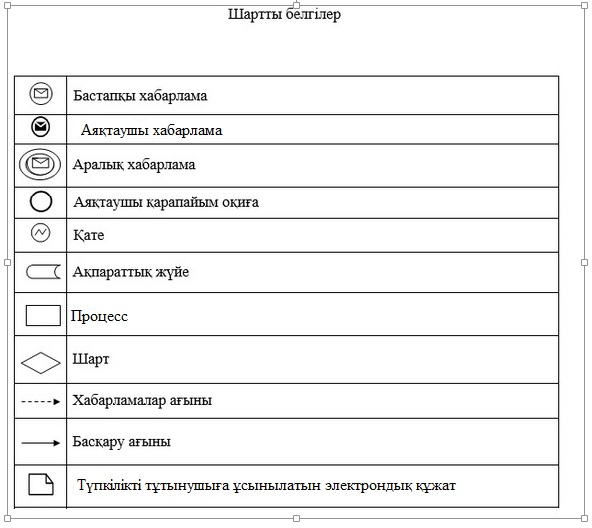 Шартты белгілер
Бастапқы хабарлама
Аяқтаушы хабарлама
Аралық хабарлама
Аяқтаушы қарапайым оқиға
Қате
Ақпараттық жүйе
Процесс
Шарт
Хабарламалар ағыны
Басқару ағыны
Түпкілікті тұтынушыға ұсынылатын электрондық құжат